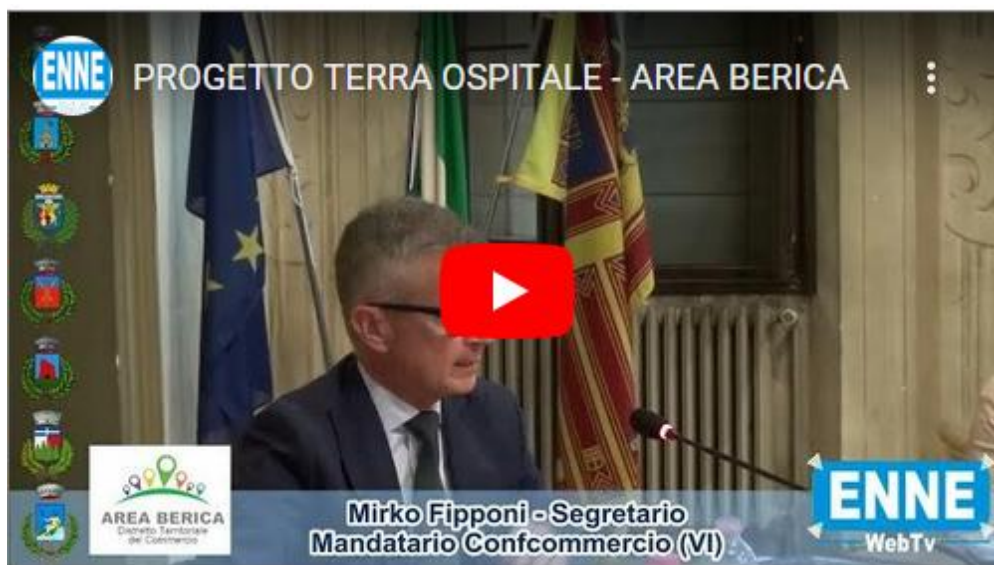 ENNE
PROGETTO TERRA OSPITALE - AREA BERICA
AREA BERICA
Distretto Territoriale
del Commercio
Mirko Fipponi - Segretario
Mandatario Confcommercio (VI)
ENNE
WebTv